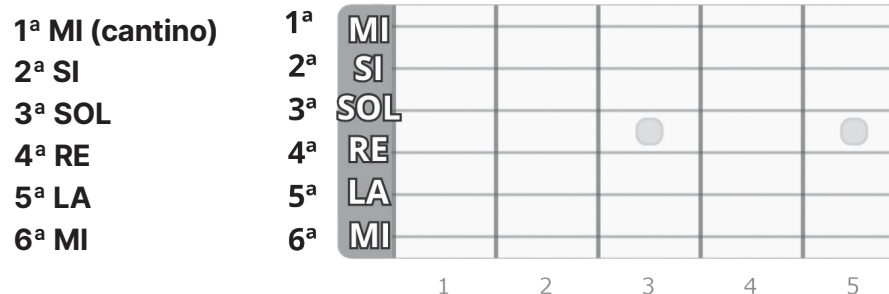 1ª MI (cantino)
2ª SI
3ª SOL
4ª RE
5ª LA
6ª MI
1ª MI
2ª SI
3ª SOL
4ª RE
5ª LA
6ª MI
1 2 3 4 5